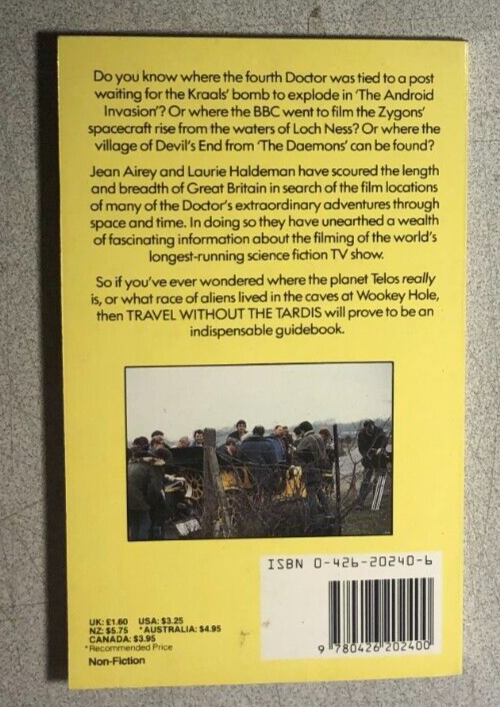 Do you know where the fourth Doctor was tied to a post
waiting for the Kraals' bomb to explode in 'The Android
Invasion'? Or where the BBC went to film the Zygons'
spacecraft rise from the waters of Loch Ness? Or where the
village of Devil's End from 'The Daemons' can be found?
Jean Airey and Laurie Haldeman have scoured the length
and breadth of Great Britain in search of the film locations
of many of the Doctor's extraordinary adventures through
space and time. In doing so they have unearthed a wealth
of fascinating information about the filming of the world's
longest-running science fiction TV show.
So if you've ever wondered where the planet Telos really
is, or what race of aliens lived in the caves at Wookey Hole,
then TRAVEL WITHOUT THE TARDIS will prove to be an
indispensable guidebook.
ISBN 0-426-20240-6
9 780426 202400
UK: £1.60 USA: $3.25
NZ: $5.75 *AUSTRALIA: $4.95
CANADA: $3.95
*Recommended Price
Non-Fiction